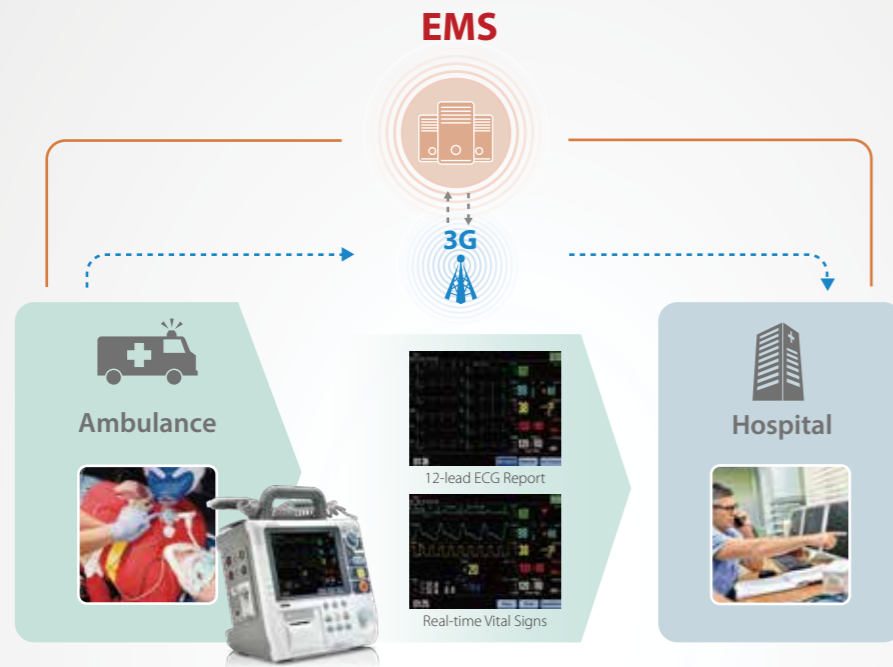 EMS
3G
Ambulance
Hospital
12-lead ECG Report
Real-time Vital Signs